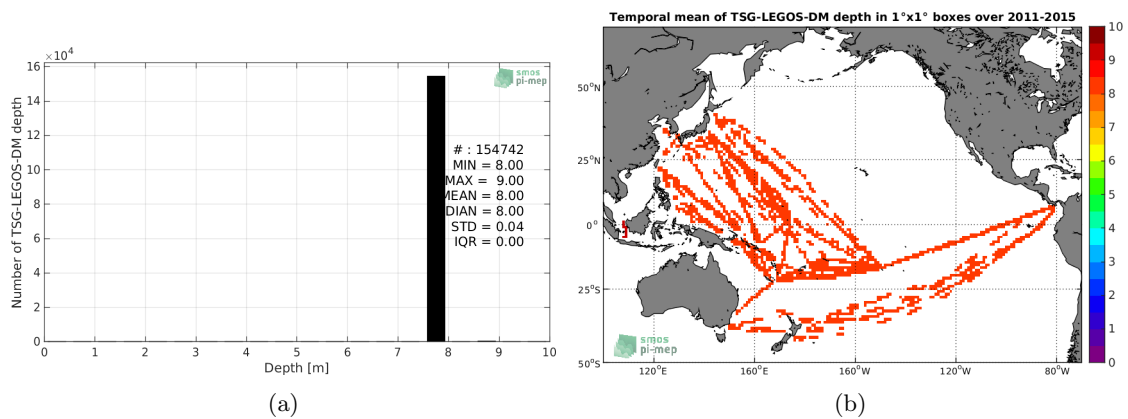 ×10⁴
16
14
12
10
8
6
4
2
0
Number of TSG-LEGOS-DM depth
smos
pi-mep
# : 154742
MIN = 8.00
MAX = 9.00
MEAN = 8.00
DIAN = 8.00
STD = 0.04
IQR = 0.00
0 1 2 3 4 5 6 7 8 9 10
Depth [m]
(a)
Temporal mean of TSG-LEGOS-DM depth in 1°x1° boxes over 2011-2015
50°N
25°N
0°
25°S
50°S
120°E 160°E 160°W 120°W 80°W
smos
pi-mep
10
9
8
7
6
5
4
3
2
1
0
(b)